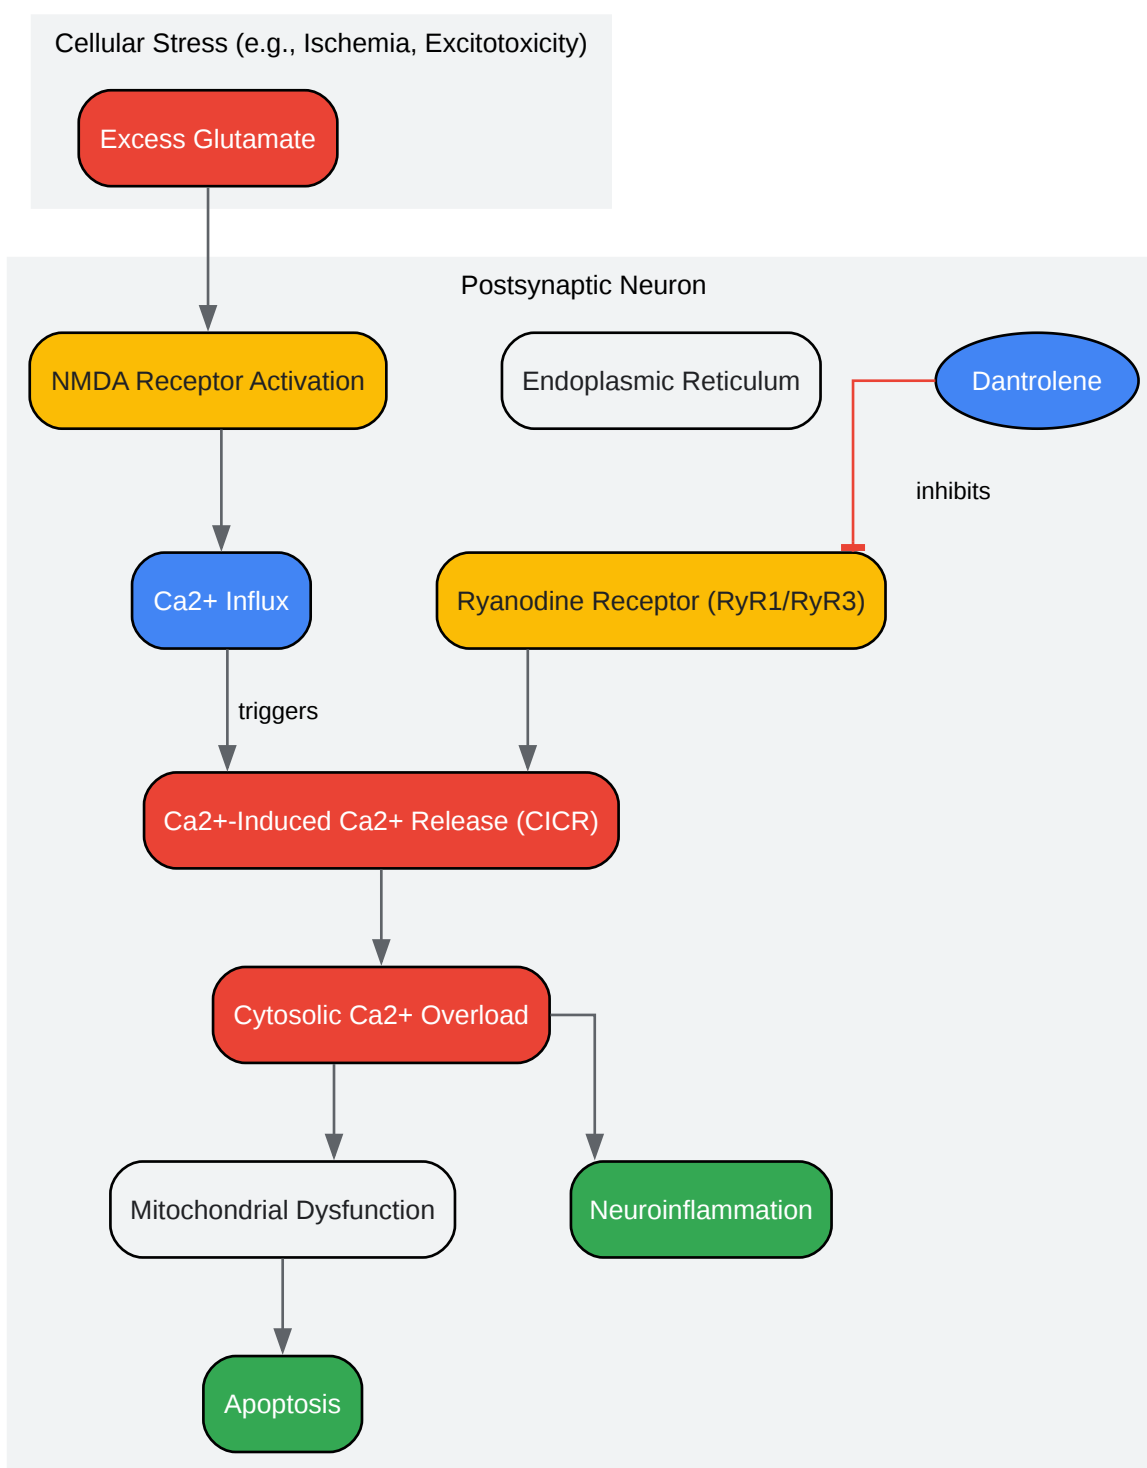 Cellular Stress (e.g., Ischemia, Excitotoxicity)
Excess Glutamate
Postsynaptic Neuron
NMDA Receptor Activation
Endoplasmic Reticulum
Dantrolene
inhibits
Ca2+ Influx
Ryanodine Receptor (RyR1/RyR3)
triggers
Ca2+-Induced Ca2+ Release (CICR)
Cytosolic Ca2+ Overload
Mitochondrial Dysfunction
Neuroinflammation
Apoptosis